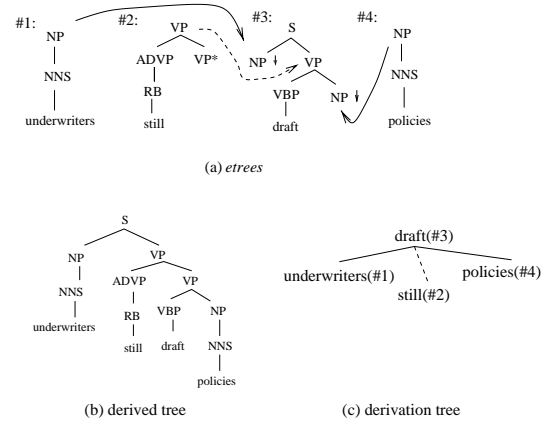 #1: #2: #3: #4:
NP VP S NP
ADVP VP* NP↓ VP
NNS RB VBP NP↓ NNS
underwriters still draft policies
(a) etrees
S
NP VP
NNS ADVP VP
underwriters RB VBP NP
still draft NNS
policies
draft(#3)
underwriters(#1) policies(#4)
still(#2)
(b) derived tree (c) derivation tree